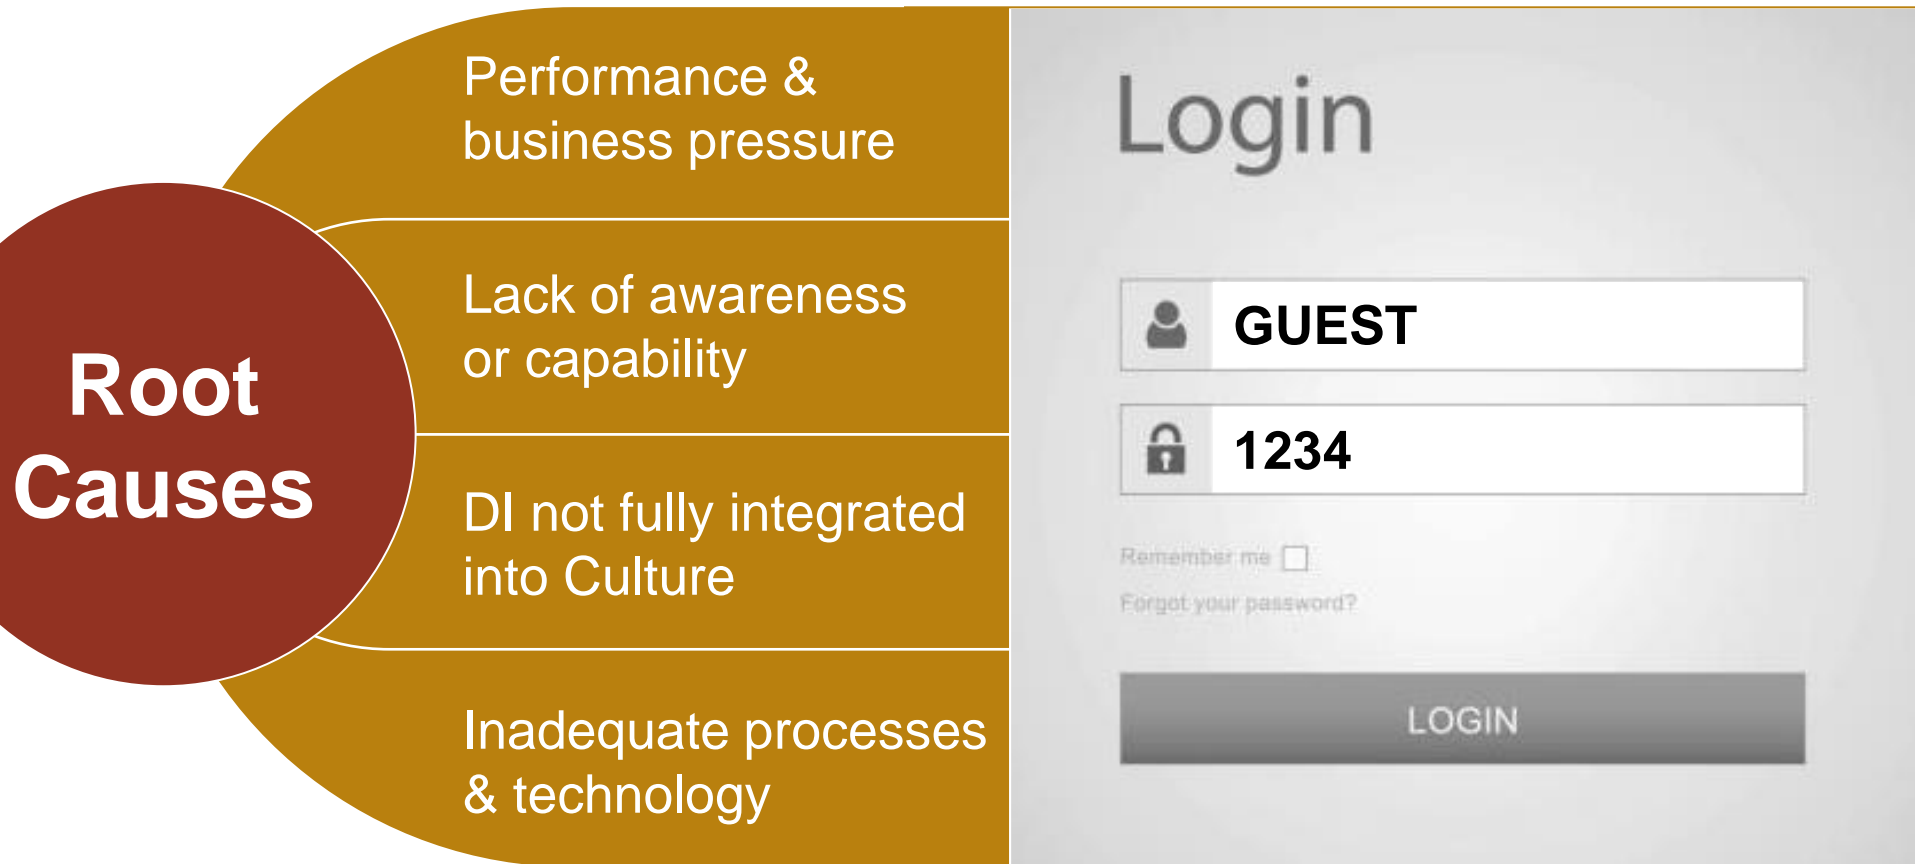 Root
Causes
Performance &
business pressure
Lack of awareness
or capability
DI not fully integrated
into Culture
Inadequate processes
& technology
Login
GUEST
1234
Remember me
Forgot your password?
LOGIN